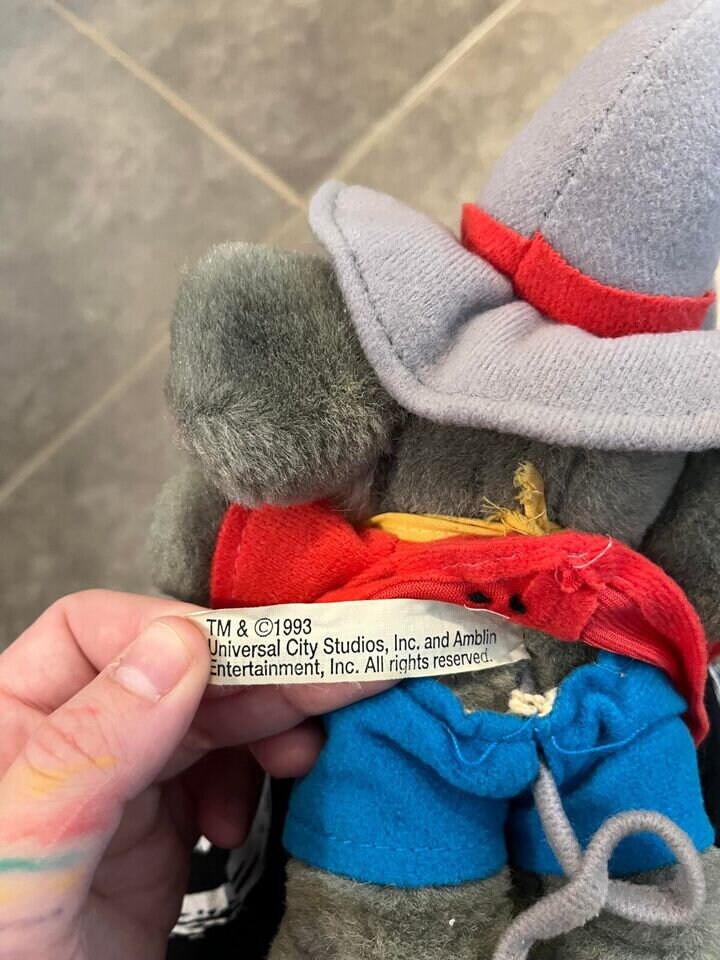 TM & ©1993
Universal City Studios, Inc. and Amblin
Entertainment, Inc. All rights reserved.